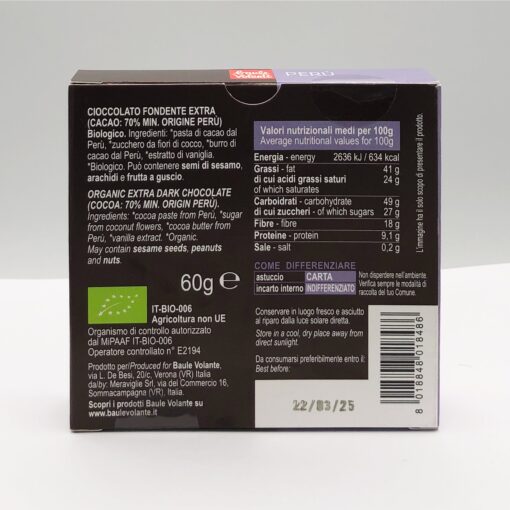 Baule
Volante
PERÙ
CIOCCOLATO FONDENTE EXTRA
(CACAO: 70% MIN. ORIGINE PERÙ)
Biologico. Ingredienti: *pasta di cacao dal
Perù, *zucchero da fiori di cocco, *burro di
cacao dal Perù, *estratto di vaniglia.
*Biologico. Può contenere semi di sesamo,
arachidi e frutta a guscio.
ORGANIC EXTRA DARK CHOCOLATE
(COCOA: 70% MIN. ORIGIN PERÙ).
Ingredients: *cocoa paste from Perù, *sugar
from coconut flowers, *cocoa butter from
Perù, *vanilla extract. *Organic.
May contain sesame seeds, peanuts
and nuts.
60g e
IT-BIO-006
Agricoltura non UE
Organismo di controllo autorizzato
dal MiPAAF IT-BIO-006
Operatore controllato n° E2194
Prodotto per/Produced for Baule Volante,
via L. De Besi, 20/c, Verona (VR) Italia
da/by: Meraviglie Srl, via del Commercio 16,
Sommacampagna (VR), Italia
Scopri i prodotti Baule Volante su
www.baulevolante.it
Valori nutrizionali medi per 100g
Average nutritional values for 100g
Energia - energy 2636 kJ / 634 kcal
Grassi - fat 41 g
di cui acidi grassi saturi 24 g
of which saturates
Carboidrati - carbohydrate 49 g
di cui zuccheri - of which sugars 27 g
Fibre - fibre 18 g
Proteine - protein 9,1 g
Sale - salt 0,2 g
COME DIFFERENZIARE
astuccio CARTA
incarto interno INDIFFERENZIATO
Non disperdere nell'ambiente.
Verifica sempre le modalità di
raccolta del tuo Comune.
Conservare in luogo fresco e asciutto
al riparo dalla luce solare diretta.
Store in a cool, dry place away from
direct sunlight.
Da consumarsi preferibilmente entro il:
Best before:
22/03/25
L'immagine ha il solo scopo di presentare il prodotto.
8 018848 018486